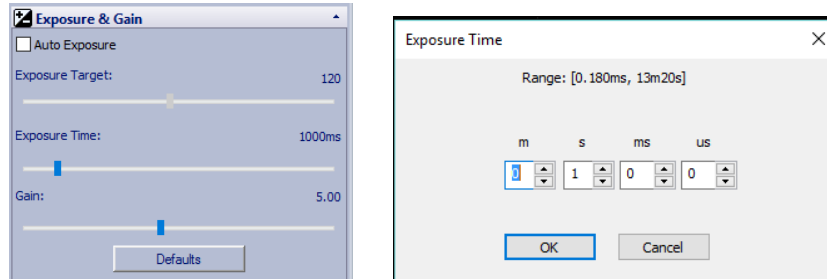 Exposure & Gain
Auto Exposure
Exposure Target: 120
Exposure Time: 1000ms
Gain: 5.00
Defaults
Exposure Time
Range: [0.180ms, 13m20s]
m s ms us
0 1 0 0
OK Cancel